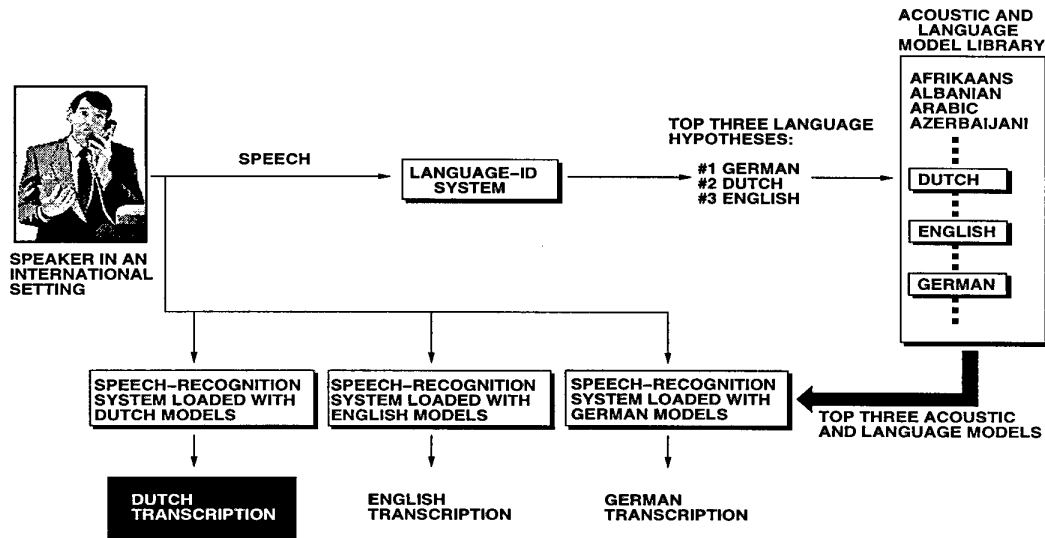 ACOUSTIC AND
LANGUAGE
MODEL LIBRARY
AFRIKAANS
ALBANIAN
ARABIC
AZERBAIJANI
DUTCH
ENGLISH
GERMAN
SPEAKER IN AN
INTERNATIONAL
SETTING
SPEECH
LANGUAGE–ID
SYSTEM
TOP THREE LANGUAGE
HYPOTHESES:
#1 GERMAN
#2 DUTCH
#3 ENGLISH
SPEECH–RECOGNITION
SYSTEM LOADED WITH
DUTCH MODELS
SPEECH–RECOGNITION
SYSTEM LOADED WITH
ENGLISH MODELS
SPEECH–RECOGNITION
SYSTEM LOADED WITH
GERMAN MODELS
TOP THREE ACOUSTIC
AND LANGUAGE MODELS
DUTCH
TRANSCRIPTION
ENGLISH
TRANSCRIPTION
GERMAN
TRANSCRIPTION